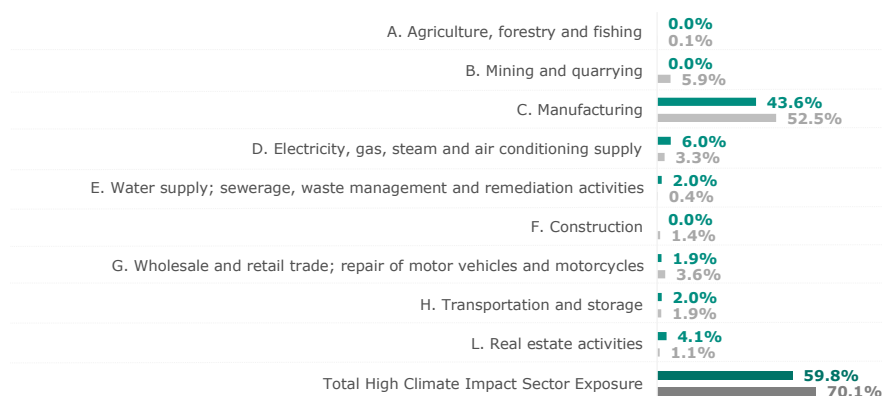 A. Agriculture, forestry and fishing 0.0%
0.1%
B. Mining and quarrying 0.0%
5.9%
C. Manufacturing 43.6%
52.5%
D. Electricity, gas, steam and air conditioning supply 6.0%
3.3%
E. Water supply; sewerage, waste management and remediation activities 2.0%
0.4%
F. Construction 0.0%
1.4%
G. Wholesale and retail trade; repair of motor vehicles and motorcycles 1.9%
3.6%
H. Transportation and storage 2.0%
1.9%
L. Real estate activities 4.1%
1.1%
Total High Climate Impact Sector Exposure 59.8%
70.1%